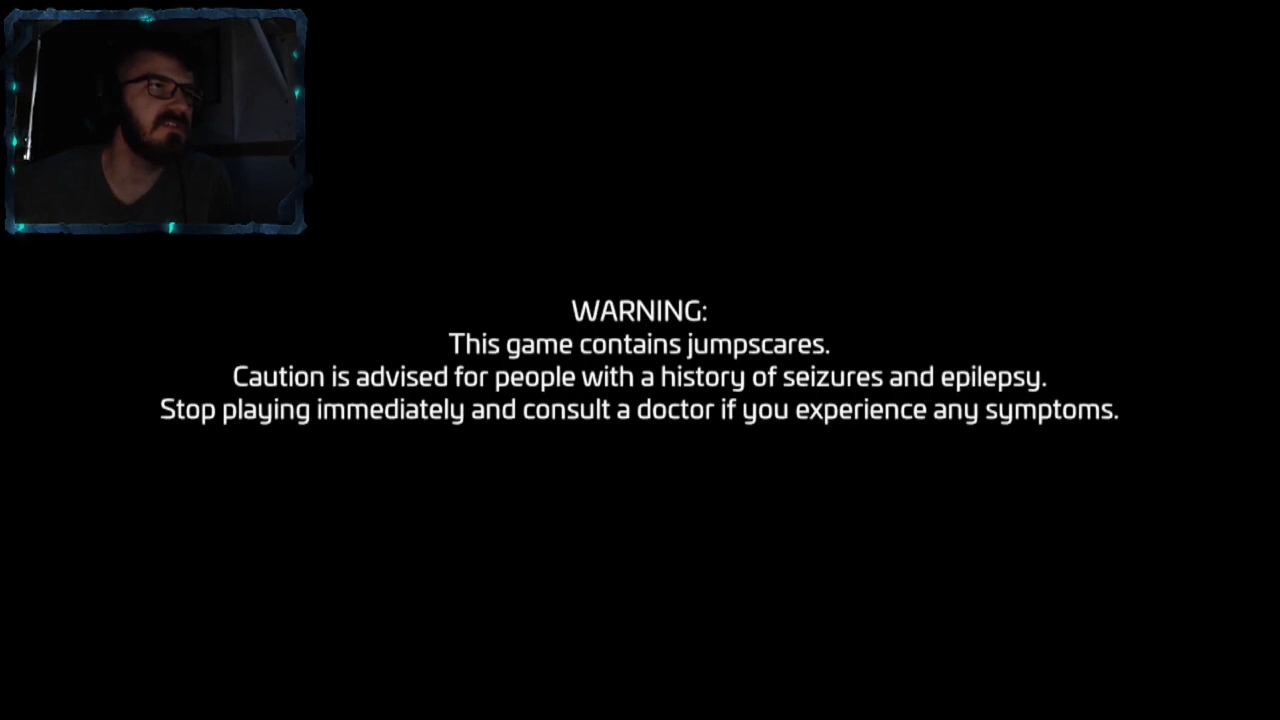 WARNING:
This game contains jumpscares.
Caution is advised for people with a history of seizures and epilepsy.
Stop playing immediately and consult a doctor if you experience any symptoms.